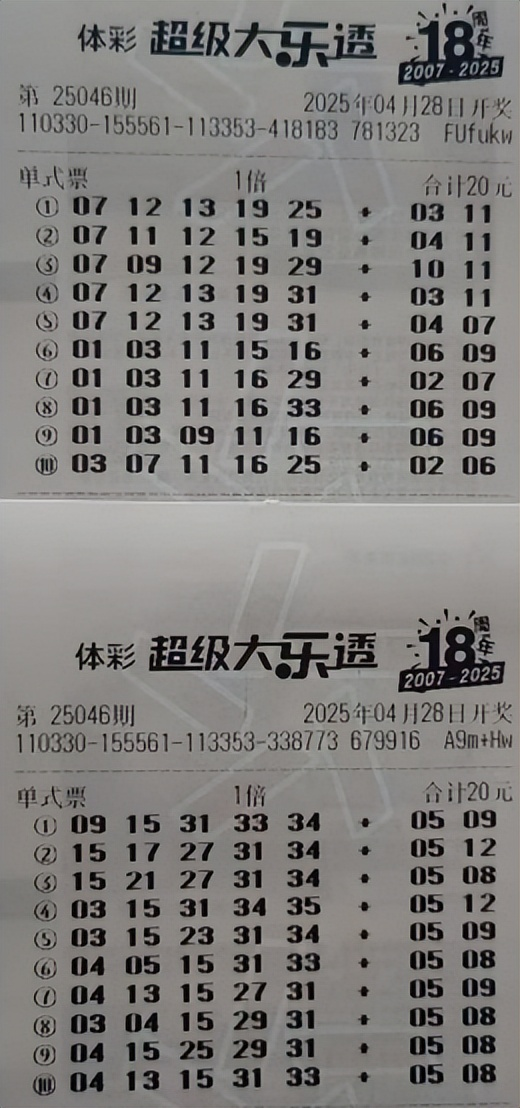 体彩 超级大乐透 18周年
2007-2025
第 25046期 2025年04月28日开奖
110330-155561-113353-418183 781323 FUfukw
单式票 1倍 合计20元
① 07 12 13 19 25 + 03 11
② 07 11 12 15 19 + 04 11
③ 07 09 12 19 29 + 10 11
④ 07 12 13 19 31 + 03 11
⑤ 07 12 13 19 31 + 04 07
⑥ 01 03 11 15 16 + 06 09
⑦ 01 03 11 16 29 + 02 07
⑧ 01 03 11 16 33 + 06 09
⑨ 01 03 09 11 16 + 06 09
⑩ 03 07 11 16 25 + 02 06
体彩 超级大乐透 18周年
2007-2025
第 25046期 2025年04月28日开奖
110330-155561-113353-338773 679916 A9m+Hw
单式票 1倍 合计20元
① 09 15 31 33 34 + 05 09
② 15 17 27 31 34 + 05 12
③ 15 21 27 31 34 + 05 08
④ 03 15 31 34 35 + 05 12
⑤ 03 15 23 31 34 + 05 09
⑥ 04 05 15 31 33 + 05 08
⑦ 04 13 15 27 31 + 05 09
⑧ 03 04 15 29 31 + 05 08
⑨ 04 15 25 29 31 + 05 08
⑩ 04 13 15 31 33 + 05 08